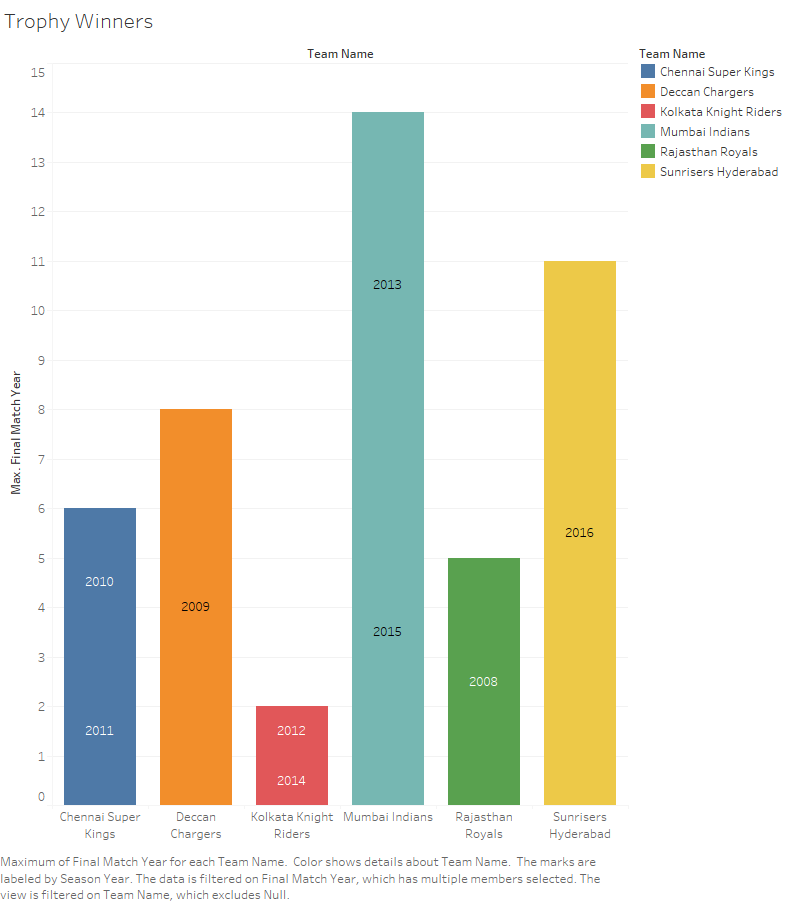 Trophy Winners
Team Name
Team Name
Chennai Super Kings
Deccan Chargers
Kolkata Knight Riders
Mumbai Indians
Rajasthan Royals
Sunrisers Hyderabad
Max. Final Match Year
15
14
13
12
11
10
9
8
7
6
5
4
3
2
1
0
2010
2011
2009
2012
2014
2013
2015
2008
2016
Chennai Super
Kings
Deccan
Chargers
Kolkata Knight
Riders
Mumbai Indians
Rajasthan
Royals
Sunrisers
Hyderabad
Maximum of Final Match Year for each Team Name.  Color shows details about Team Name.  The marks are
labeled by Season Year. The data is filtered on Final Match Year, which has multiple members selected. The
view is filtered on Team Name, which excludes Null.